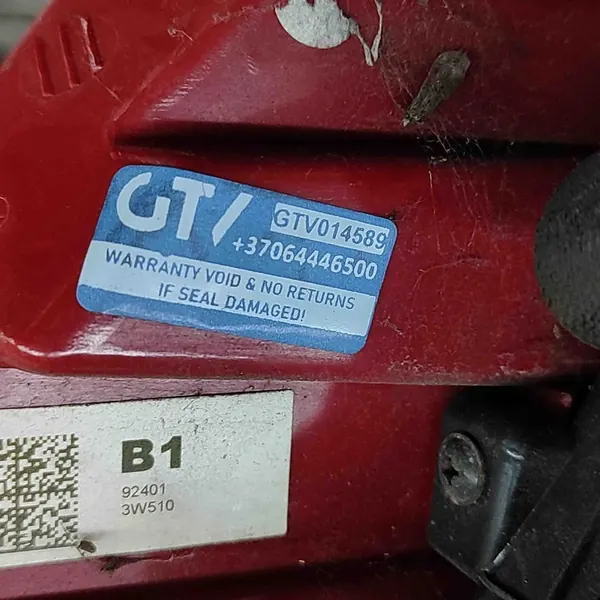 GTV
GTV014589
+37064446500
WARRANTY VOID & NO RETURNS
IF SEAL DAMAGED!
B1
92401
3W510